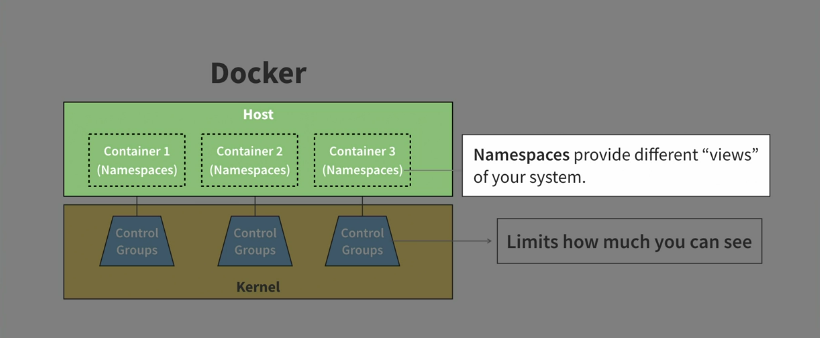 Docker
Host
Container 1
(Namespaces)
Container 2
(Namespaces)
Container 3
(Namespaces)
Namespaces provide different “views”
of your system.
Control
Groups
Control
Groups
Control
Groups
Limits how much you can see
Kernel